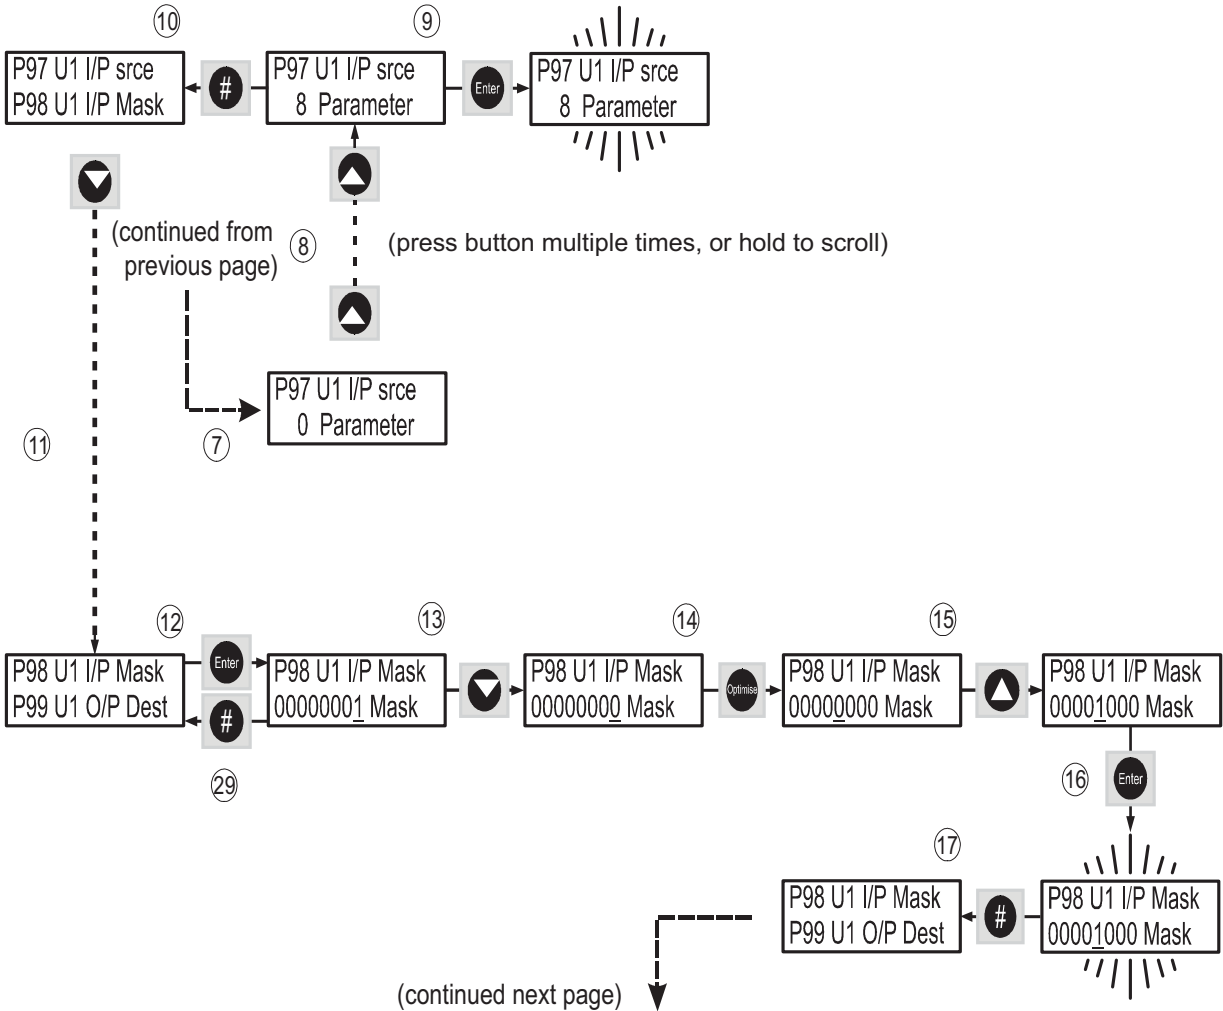 10
9
P97 U1 I/P srce
P98 U1 I/P Mask
#
P97 U1 I/P srce
8 Parameter
Enter
P97 U1 I/P srce
8 Parameter
(continued from
previous page)
8
(press button multiple times, or hold to scroll)
P97 U1 I/P srce
0 Parameter
7
11
12
13
14
15
P98 U1 I/P Mask
P99 U1 O/P Dest
Enter
#
29
P98 U1 I/P Mask
00000001 Mask
P98 U1 I/P Mask
00000000 Mask
Optimise
P98 U1 I/P Mask
00000000 Mask
P98 U1 I/P Mask
00001000 Mask
16
Enter
17
P98 U1 I/P Mask
P99 U1 O/P Dest
#
P98 U1 I/P Mask
00001000 Mask
(continued next page)